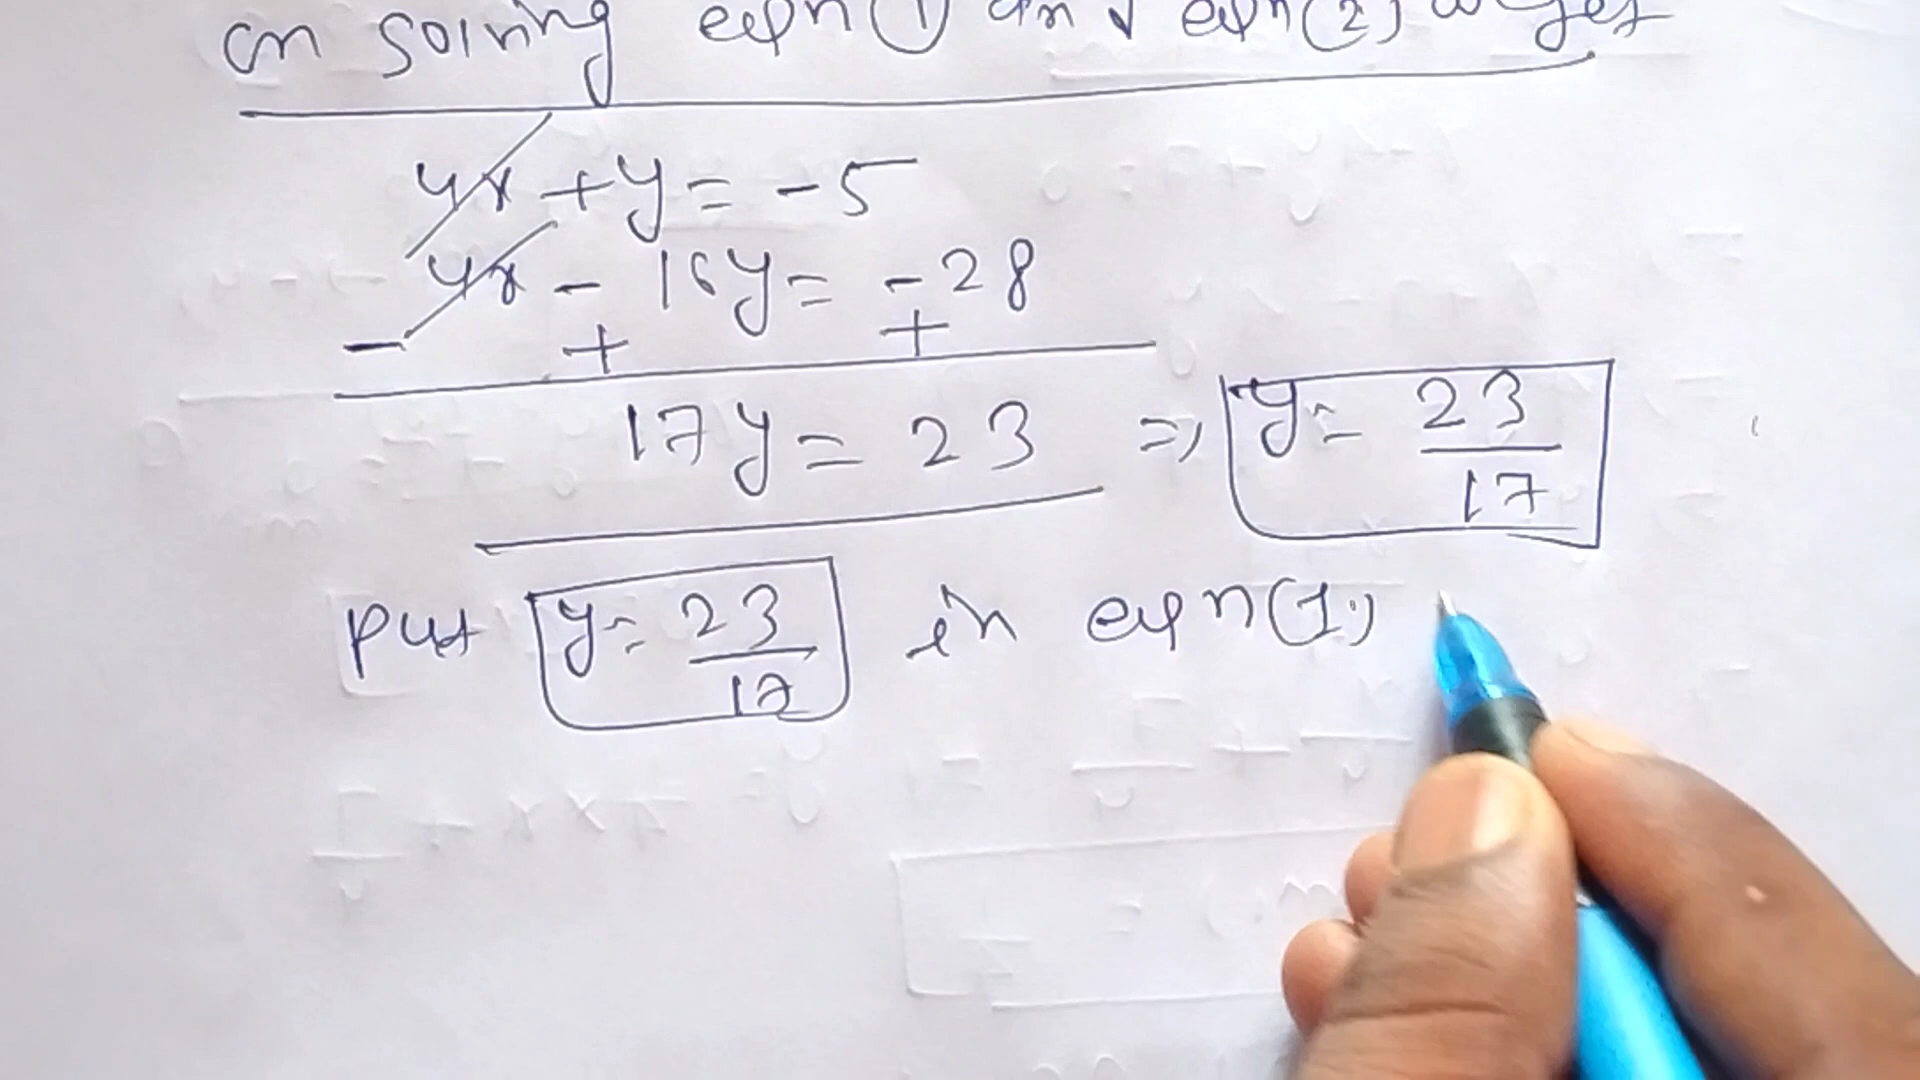 on solving eqn(1) and eqn(2) we get
4x + y = -5
4x - 16y = -28
- + +
17y = 23 => y = 23/17
put y = 23/17 in eqn(1)